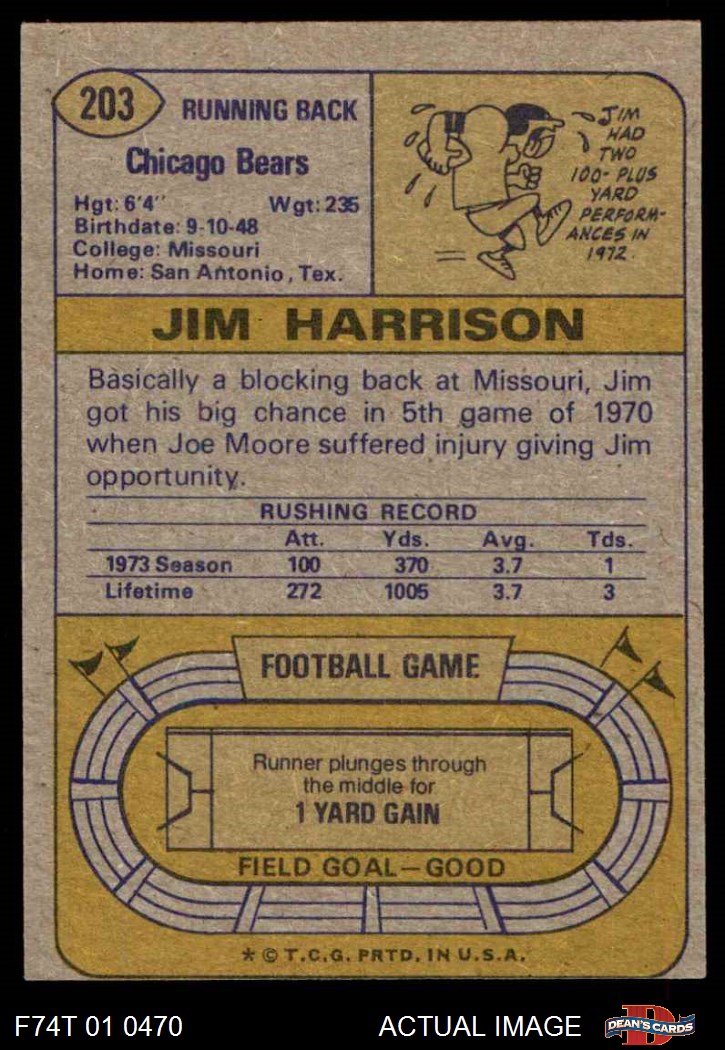 203
RUNNING BACK
Chicago Bears
Hgt: 6'4" Wgt: 235
Birthdate: 9-10-48
College: Missouri
Home: San Antonio, Tex.
JIM
HAD
TWO
100-PLUS
YARD
PERFORM-
ANCES IN
1972
JIM HARRISON
Basically a blocking back at Missouri, Jim
got his big chance in 5th game of 1970
when Joe Moore suffered injury giving Jim
opportunity.
RUSHING RECORD
Att. Yds. Avg. Tds.
1973 Season 100 370 3.7 1
Lifetime 272 1005 3.7 3
FOOTBALL GAME
Runner plunges through
the middle for
1 YARD GAIN
FIELD GOAL—GOOD
* © T.C.G. PRTD. IN U.S.A.
F74T 01 0470 ACTUAL IMAGE
D
DEAN'S CARDS